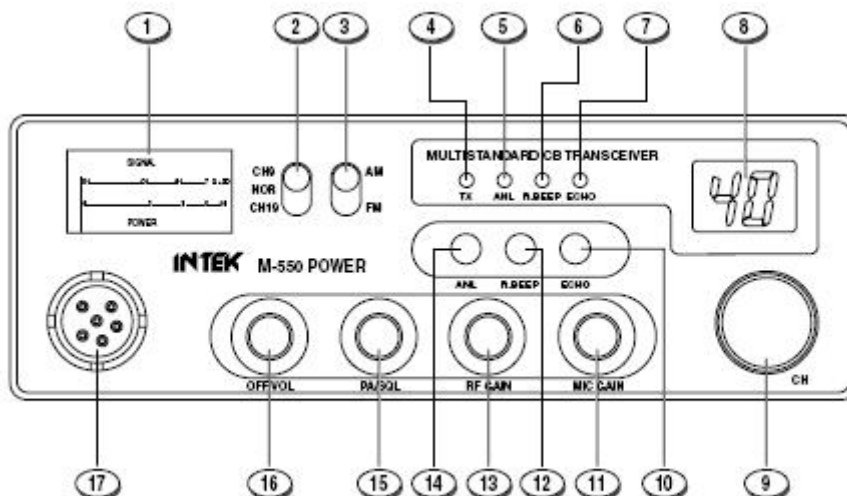 1 2 3 4 5 6 7 8
SIGNAL
POWER
CH9
NOR
CH19
AM
FM
MULTISTANDARD CB TRANSCEIVER
TX ANL R.BEEP ECHO
40
INTEK M-550 POWER
ANL R.BEEP ECHO
OFF/VOL PA/SQL RF GAIN MIC GAIN
CH
17 16 15 14 13 12 11 10 9